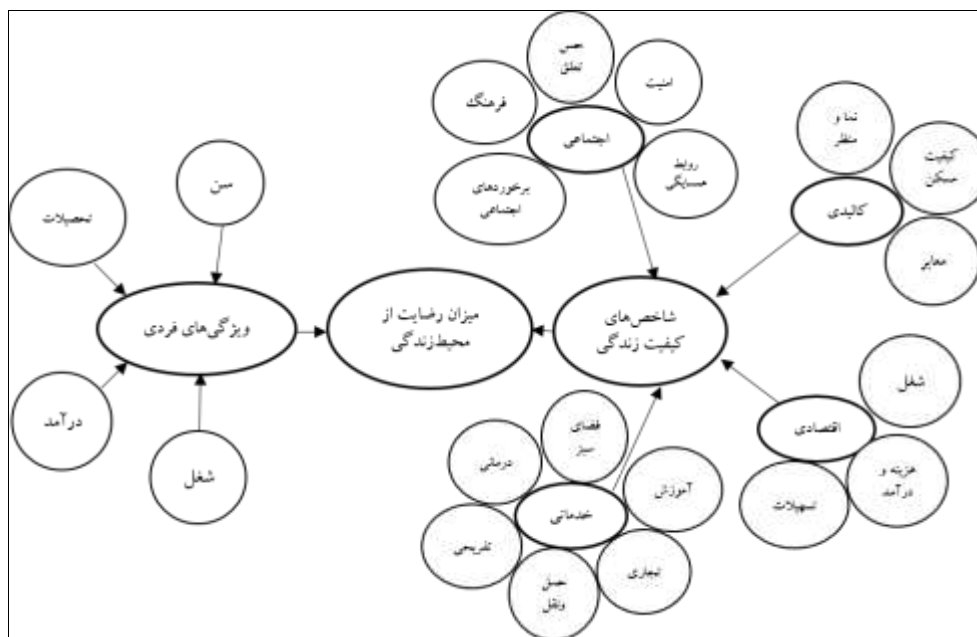 حس
تعلق
امنیت
فرهنگ
اجتماعی
روابط
همسایگی
برخوردهای
اجتماعی
نما و
منظر
کیفیت
مسکن
کالبدی
معابر
سن
تحصیلات
ویژگی‌های فردی
درآمد
شغل
میزان رضایت از
محیط‌زندگی
شاخص‌های
کیفیت زندگی
شغل
اقتصادی
هزینه و
درآمد
تسهیلات
فضای
سبز
درمانی
آموزش
خدماتی
تفریحی
تجاری
حمل
ونقل